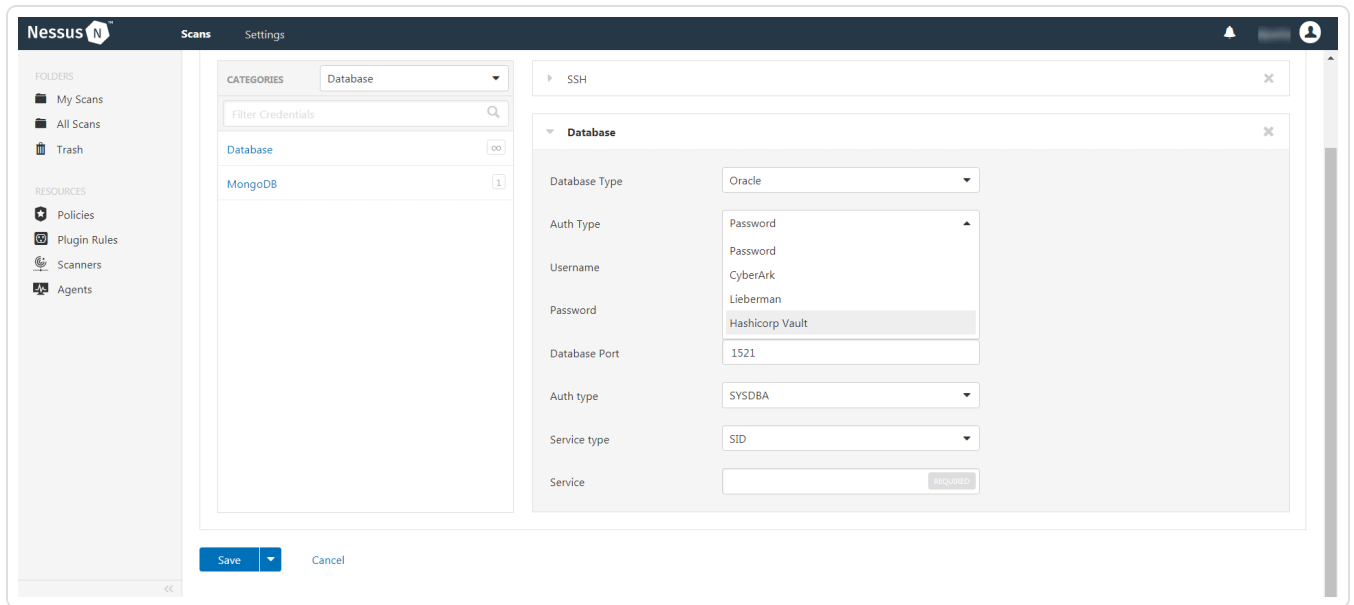 Nessus N ™
Scans Settings
FOLDERS
My Scans
All Scans
Trash
RESOURCES
Policies
Plugin Rules
Scanners
Agents
CATEGORIES Database
Filter Credentials
Database ∞
MongoDB 1
SSH
Database
Database Type Oracle
Auth Type Password
Password
CyberArk
Lieberman
Hashicorp Vault
Username
Password
Database Port 1521
Auth type SYSDBA
Service type SID
Service REQUIRED
Save Cancel